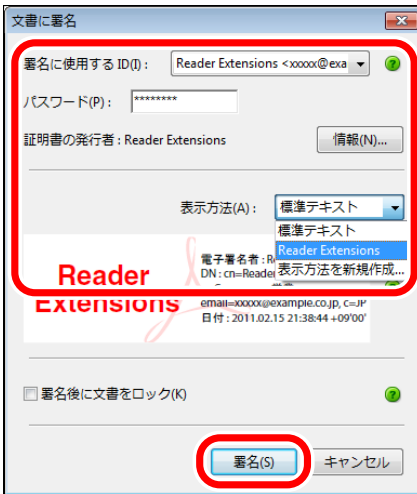 文書に署名
署名に使用する ID(I): Reader Extensions <xxxxx@exa
パスワード(P): ********
証明書の発行者 : Reader Extensions 情報(N)...
表示方法(A): 標準テキスト
標準テキスト
Reader Extensions
表示方法を新規作成...
Reader Extensions
電子署名者 : R
DN : cn=Reader
email=xxxxx@example.co.jp, c=JP
日付 : 2011.02.15 21:38:44 +09'00'
署名後に文書をロック(K)
署名(S) キャンセル